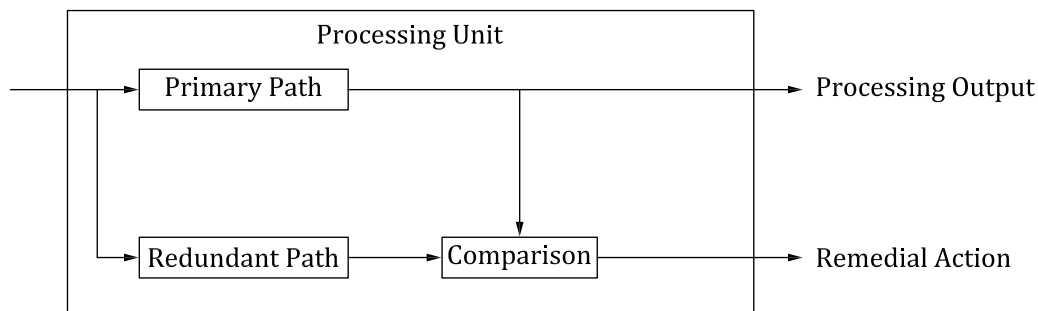 Processing Unit
Primary Path
Processing Output
Redundant Path
Comparison
Remedial Action